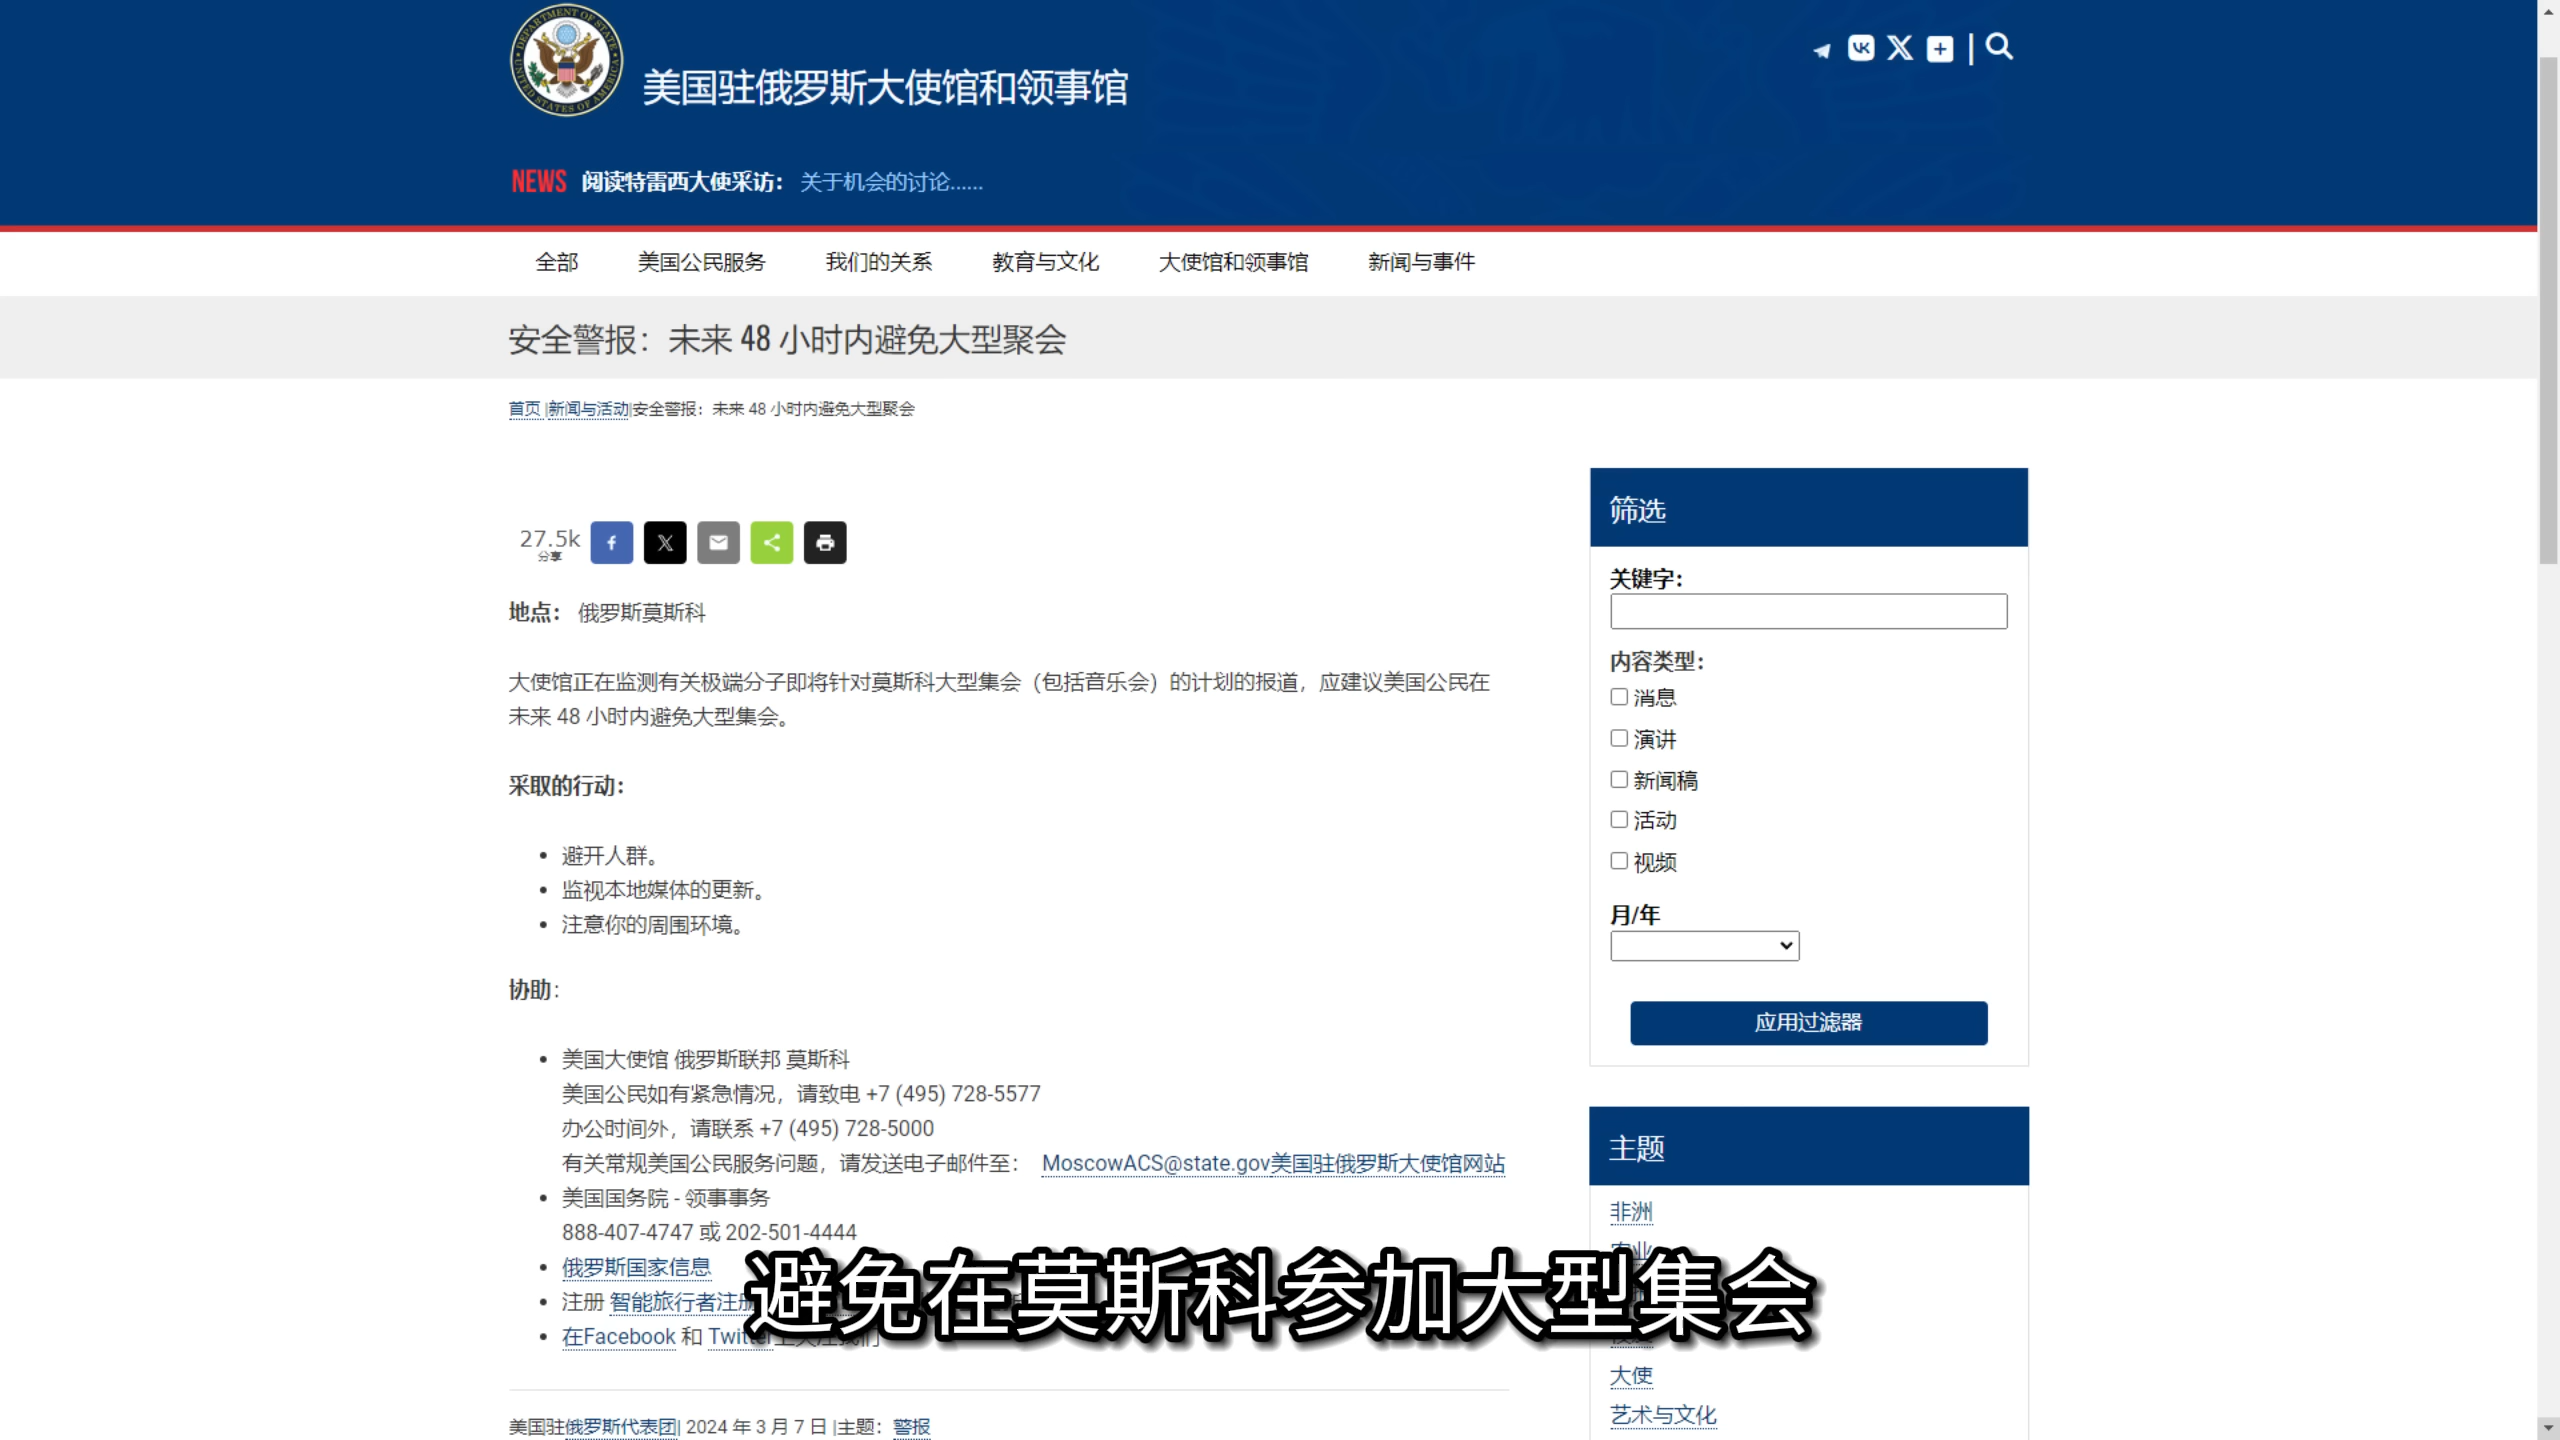 美国驻俄罗斯大使馆和领事馆
NEWS 阅读特雷西大使采访： 关于机会的讨论......
全部 美国公民服务 我们的关系 教育与文化 大使馆和领事馆 新闻与事件
安全警报：未来 48 小时内避免大型聚会
首页 |新闻与活动|安全警报：未来 48 小时内避免大型聚会
27.5k
分享
地点： 俄罗斯莫斯科
大使馆正在监测有关极端分子即将针对莫斯科大型集会（包括音乐会）的计划的报道，应建议美国公民在
未来 48 小时内避免大型集会。
采取的行动：
避开人群。
监视本地媒体的更新。
注意你的周围环境。
协助：
美国大使馆 俄罗斯联邦 莫斯科
美国公民如有紧急情况，请致电 +7 (495) 728-5577
办公时间外，请联系 +7 (495) 728-5000
有关常规美国公民服务问题，请发送电子邮件至： MoscowACS@state.gov美国驻俄罗斯大使馆网站
美国国务院 - 领事事务
888-407-4747 或 202-501-4444
俄罗斯国家信息
注册 智能旅行者注册
在Facebook 和 Twitter上关注我们
美国驻俄罗斯代表团| 2024 年 3 月 7 日 |主题：警报
筛选
关键字：
内容类型：
消息
演讲
新闻稿
活动
视频
月/年
应用过滤器
主题
非洲
农业
大使
艺术与文化
避免在莫斯科参加大型集会